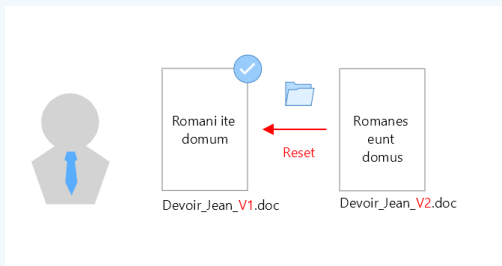 Romani ite
domum
Devoir_Jean_V1.doc
Reset
Romanes
eunt
domus
Devoir_Jean_V2.doc